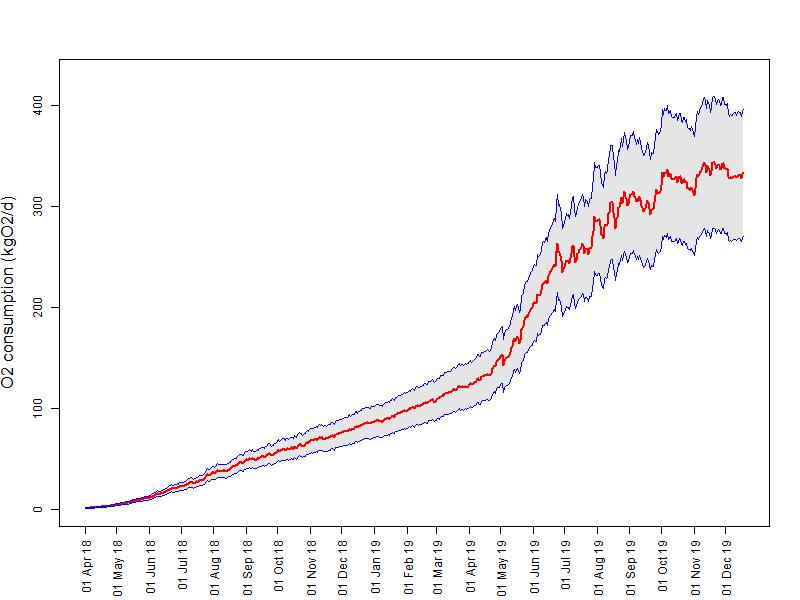 O2 consumption (kgO2/d)
400
300
200
100
0
01 Apr 18
01 May 18
01 Jun 18
01 Jul 18
01 Aug 18
01 Sep 18
01 Oct 18
01 Nov 18
01 Dec 18
01 Jan 19
01 Feb 19
01 Mar 19
01 Apr 19
01 May 19
01 Jun 19
01 Jul 19
01 Aug 19
01 Sep 19
01 Oct 19
01 Nov 19
01 Dec 19